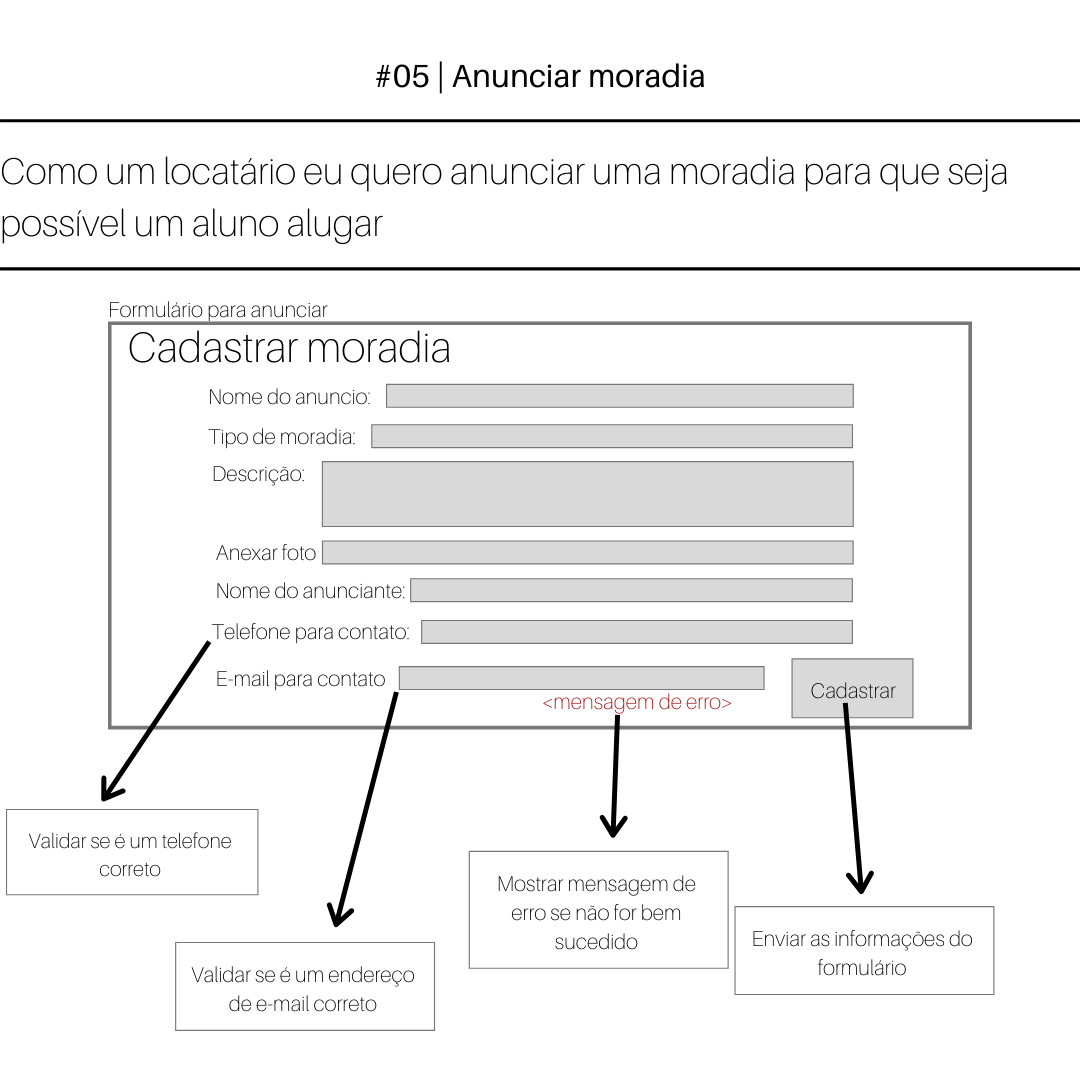 #05 | Anunciar moradia
Como um locatário eu quero anunciar uma moradia para que seja
possível um aluno alugar
Formulário para anunciar
Cadastrar moradia
Nome do anuncio:
Tipo de moradia:
Descrição:
Anexar foto
Nome do anunciante:
Telefone para contato:
E-mail para contato
Cadastrar
<mensagem de erro>
Validar se é um telefone
correto
Validar se é um endereço
de e-mail correto
Mostrar mensagem de
erro se não for bem
sucedido
Enviar as informações do
formulário